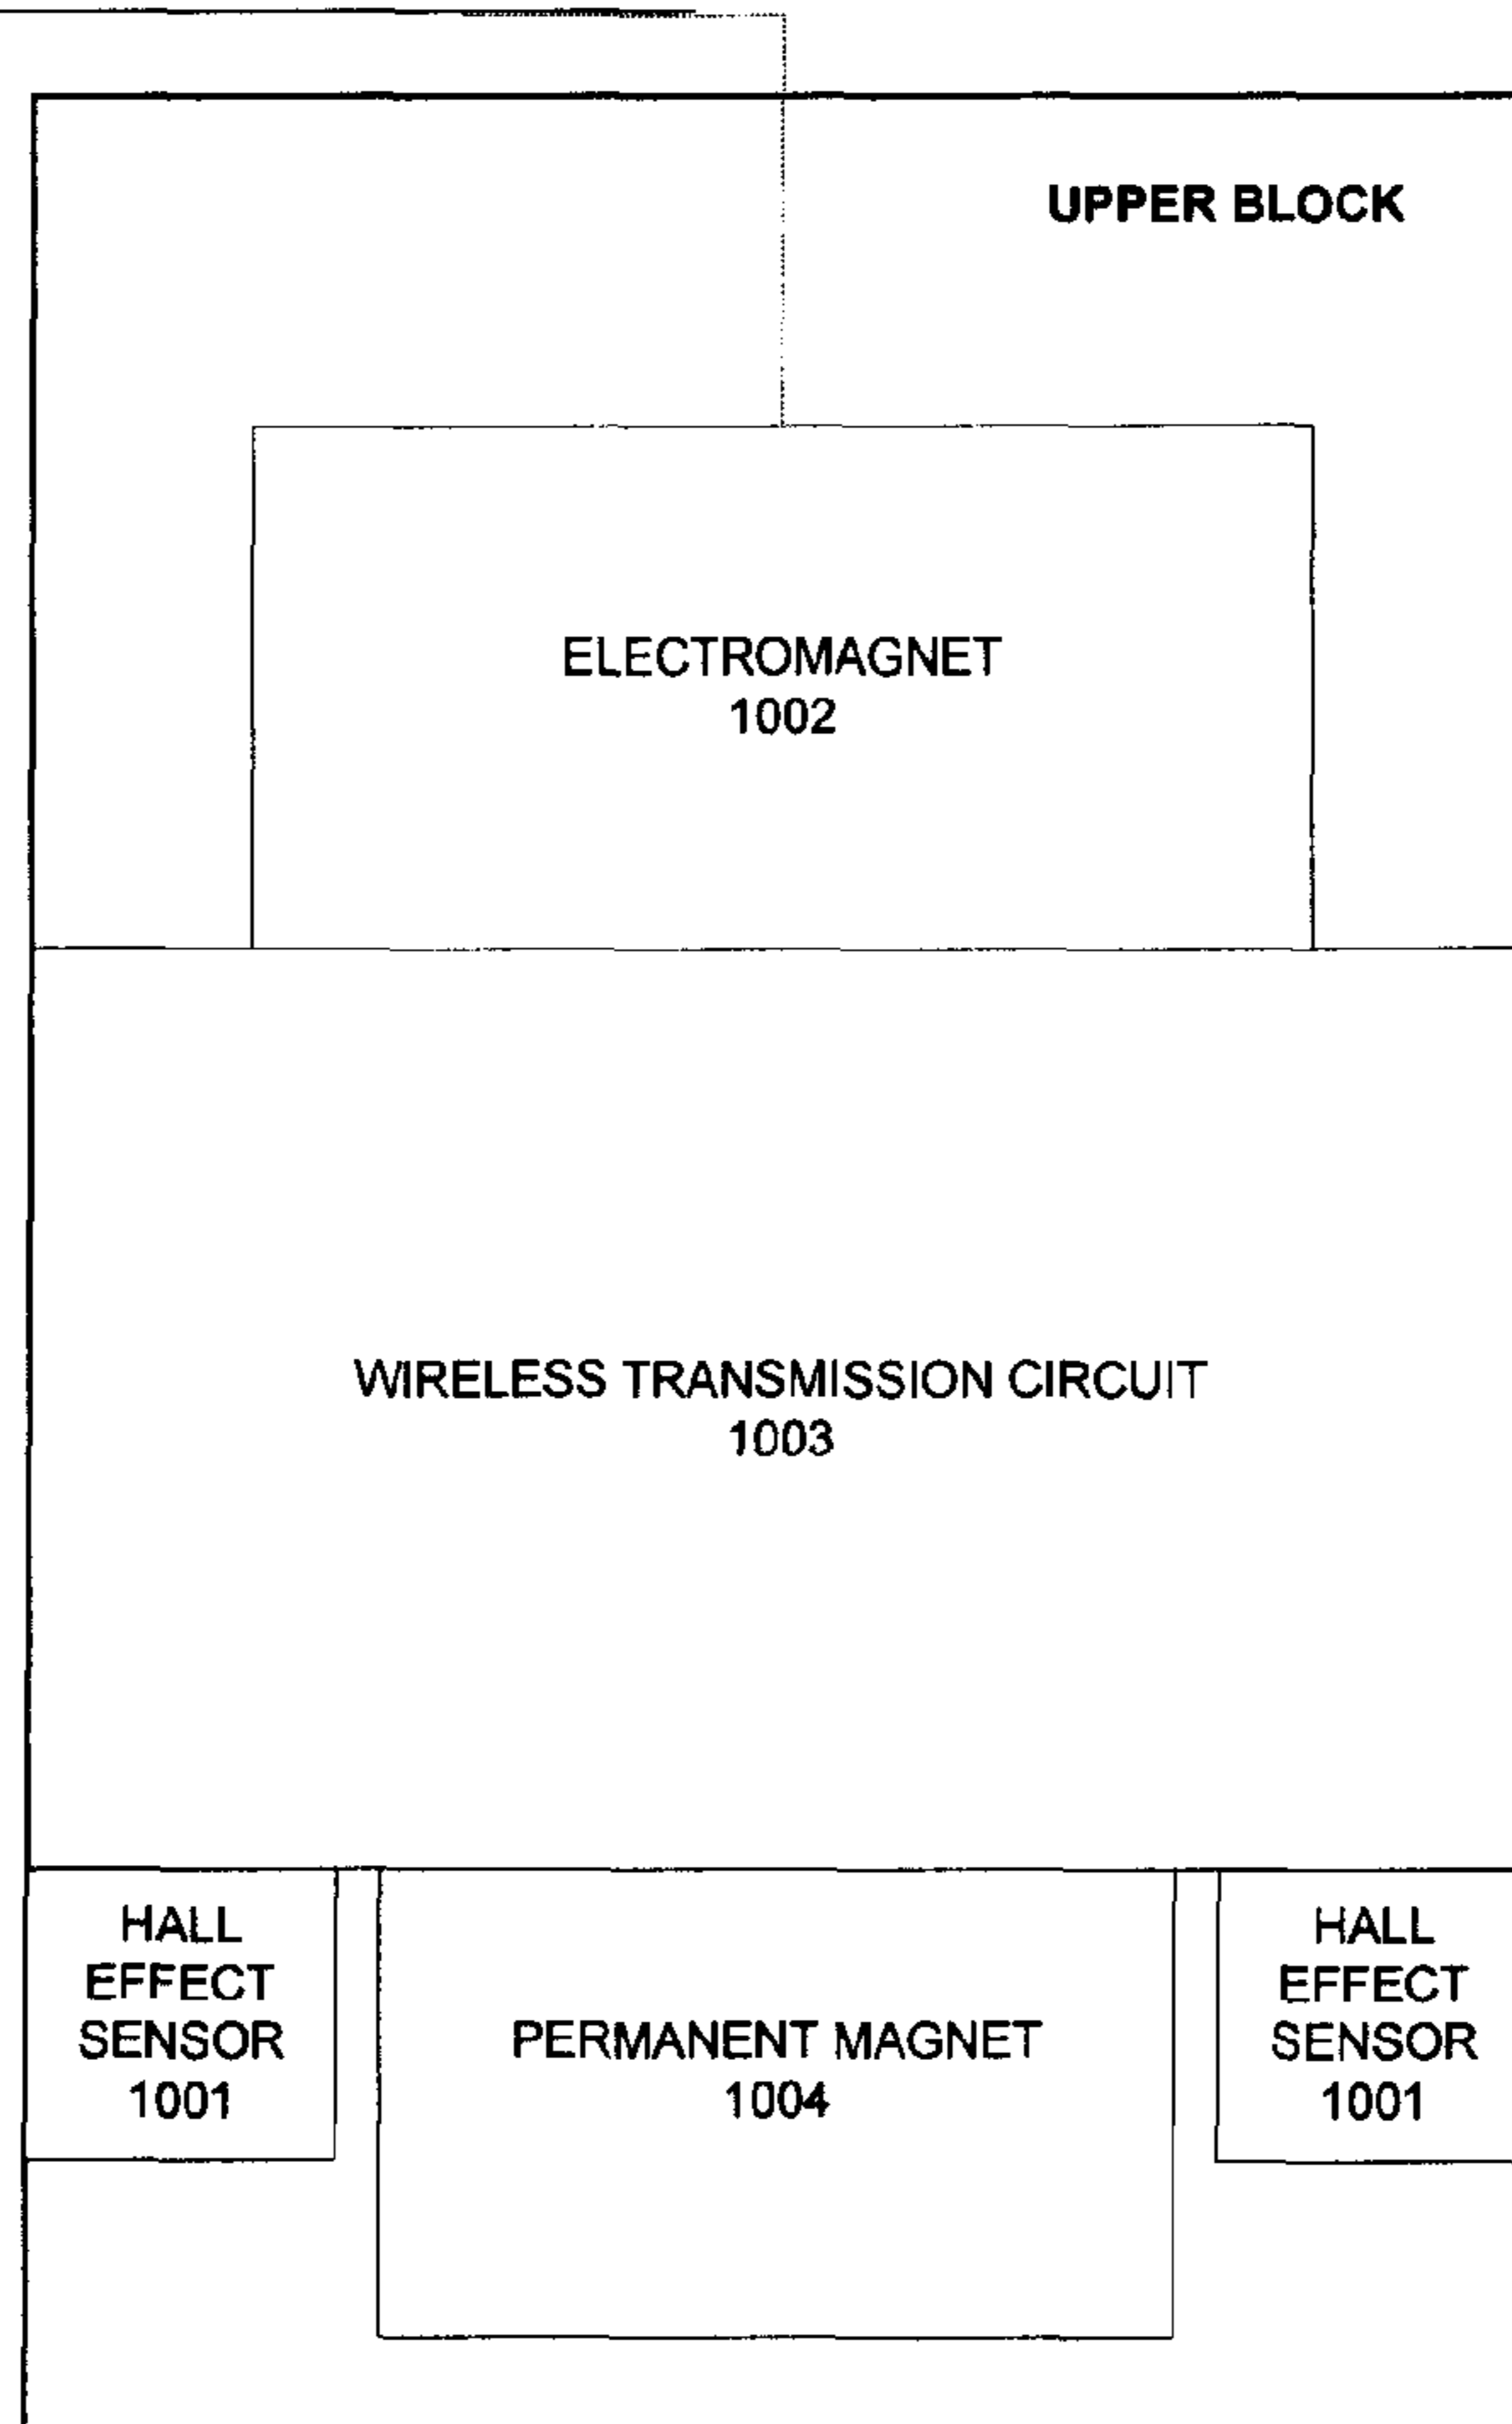 UPPER BLOCK
ELECTROMAGNET
1002
WIRELESS TRANSMISSION CIRCUIT
1003
HALL
EFFECT
SENSOR
1001
PERMANENT MAGNET
1004
HALL
EFFECT
SENSOR
1001